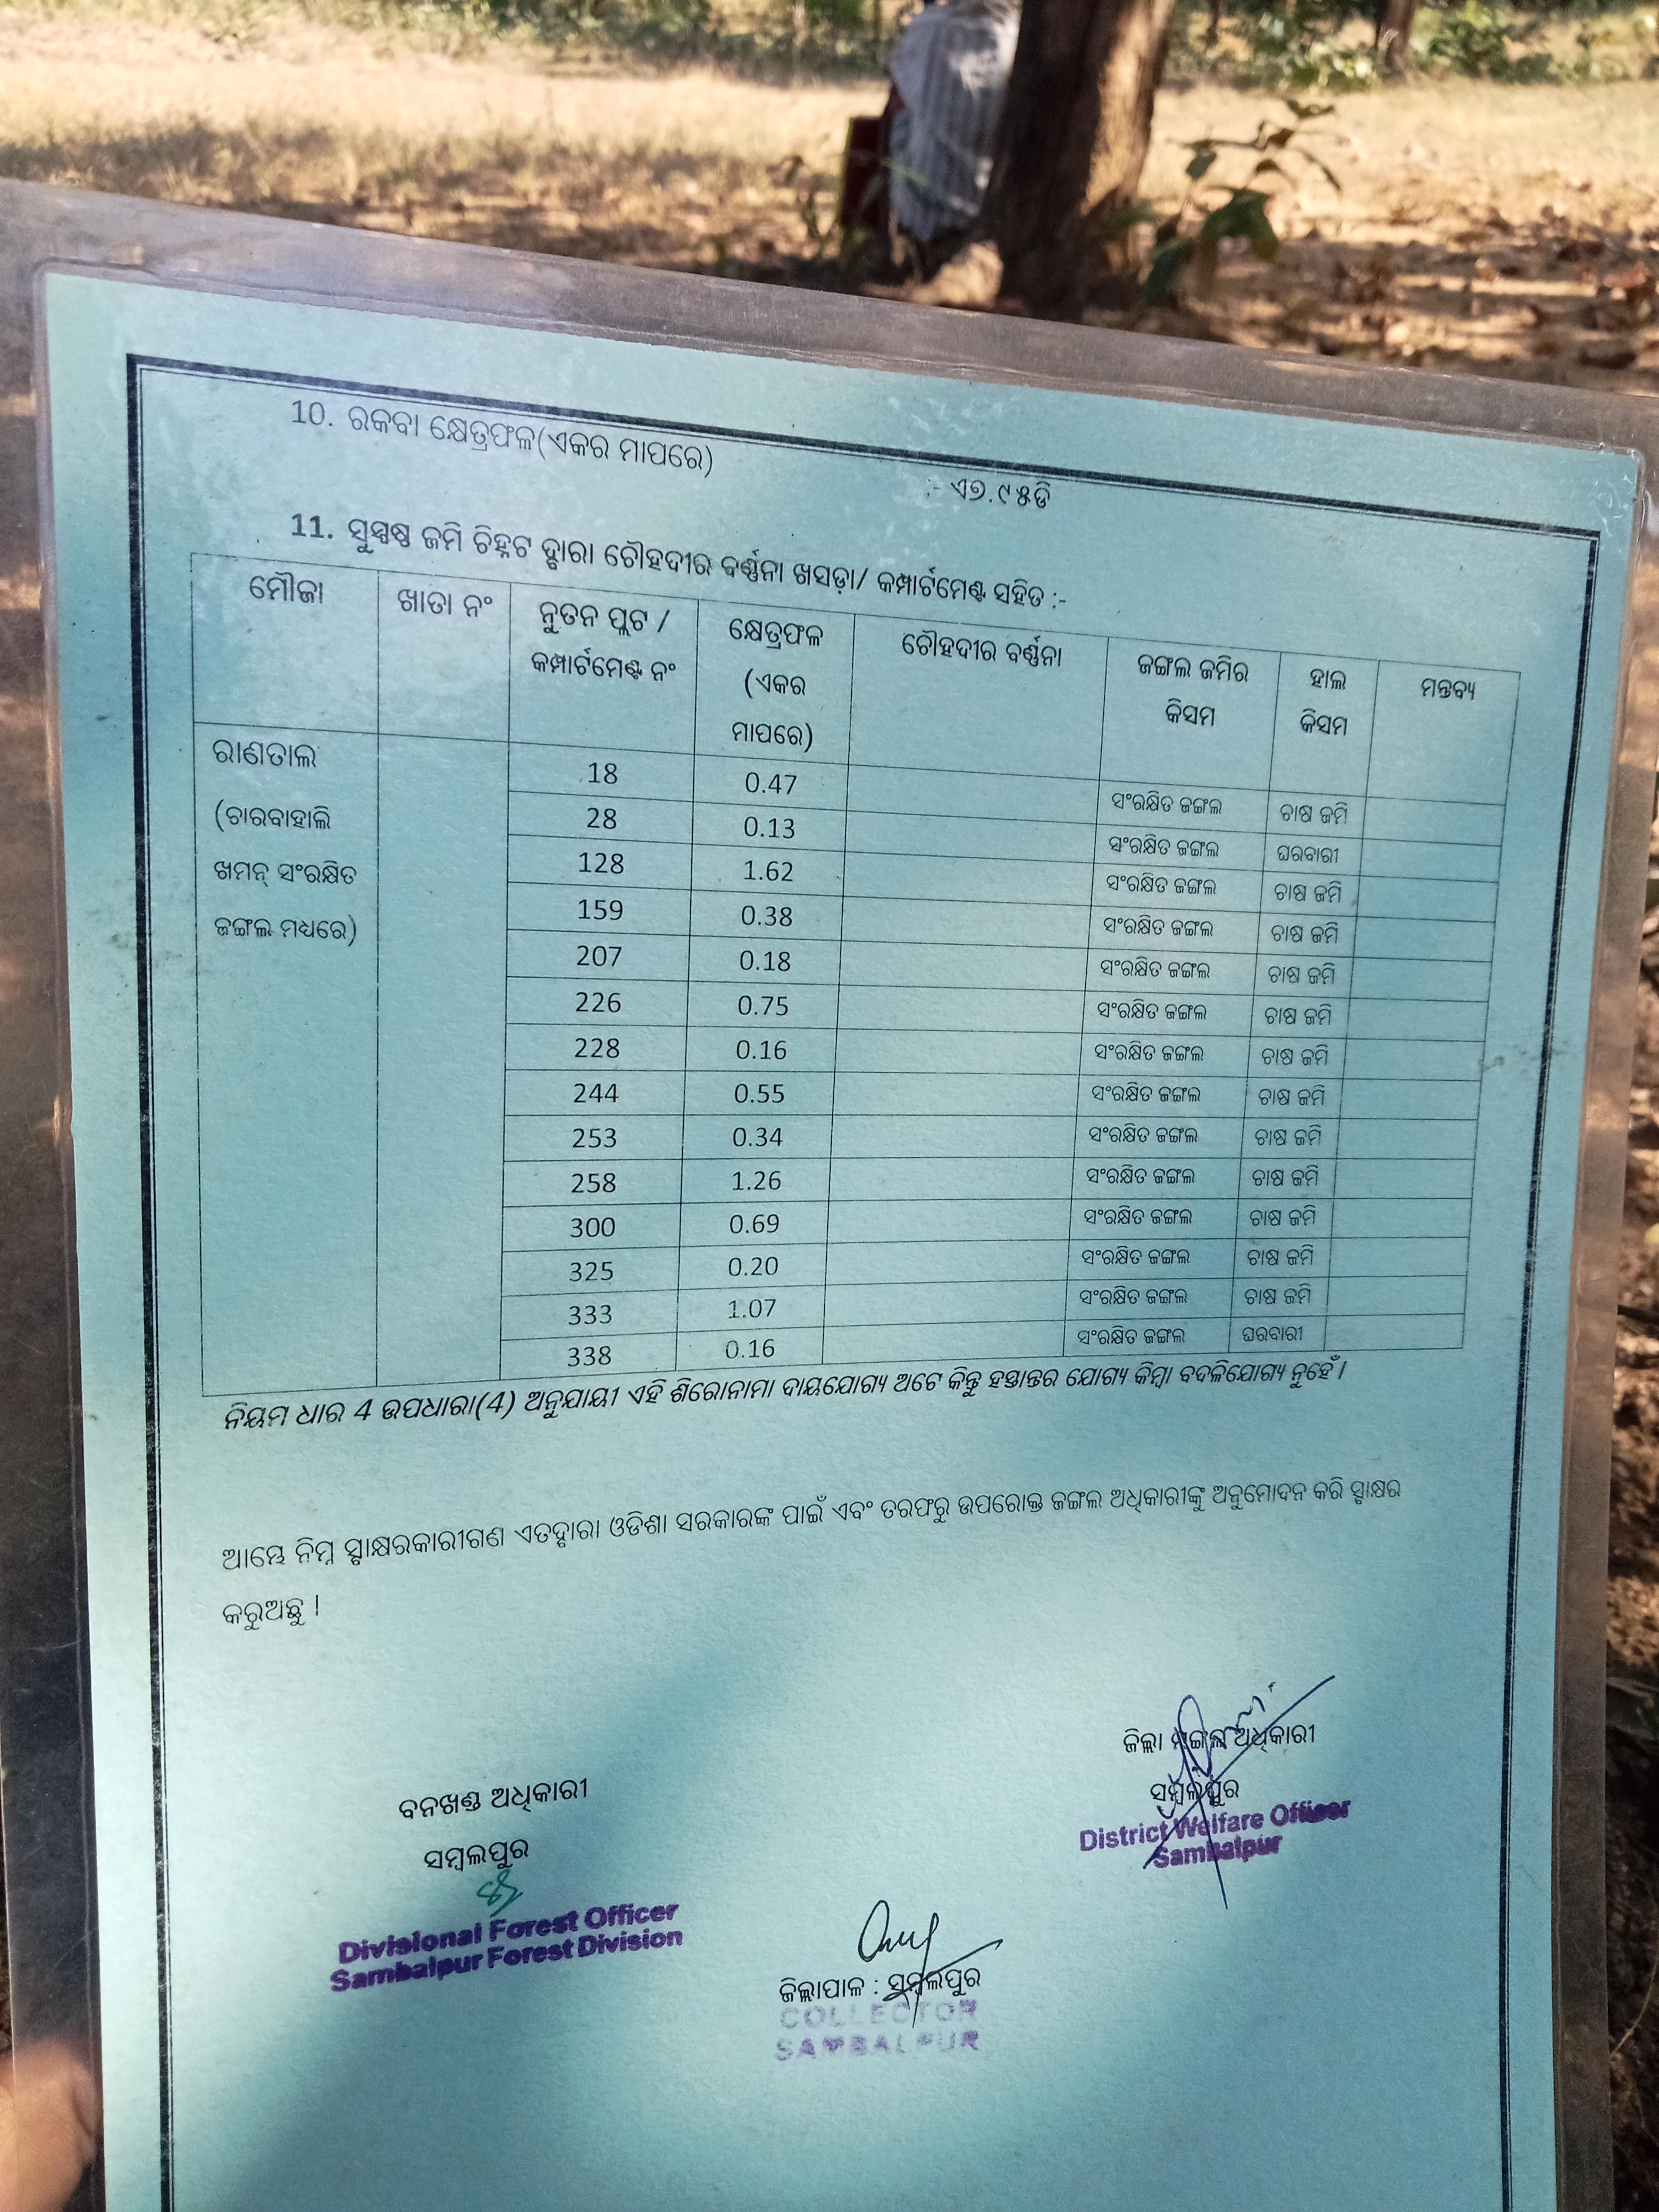 10. ରକବା କ୍ଷେତ୍ରଫଳ(ଏକର ମାପରେ) :- ଏ୭.୯୫ଡି
11. ସୁସ୍ପଷ୍ଟ ଜମି ଚିହ୍ନଟ ଦ୍ବାରା ଚୌହଦୀର ବର୍ଣ୍ଣନା ଖସଡ଼ା/ କମ୍ପାର୍ଟମେଣ୍ଟ ସହିତ :-
ମୌଜା ଖାତା ନଂ ନୁତନ ପ୍ଲଟ / କମ୍ପାର୍ଟମେଣ୍ଟ ନଂ କ୍ଷେତ୍ରଫଳ (ଏକର ମାପରେ) ଚୌହଦୀର ବର୍ଣ୍ଣନା ଜଙ୍ଗଲ ଜମିର କିସମ ହାଲ କିସମ ମନ୍ତବ୍ୟ
ରାଣତାଲ
(ଚାରବାହାଲି
ଖମନ୍ ସଂରକ୍ଷିତ
ଜଙ୍ଗଲ ମଧ୍ୟରେ)
18 0.47 ସଂରକ୍ଷିତ ଜଙ୍ଗଲ ଚାଷ ଜମି
28 0.13 ସଂରକ୍ଷିତ ଜଙ୍ଗଲ ଘରବାରୀ
128 1.62 ସଂରକ୍ଷିତ ଜଙ୍ଗଲ ଚାଷ ଜମି
159 0.38 ସଂରକ୍ଷିତ ଜଙ୍ଗଲ ଚାଷ ଜମି
207 0.18 ସଂରକ୍ଷିତ ଜଙ୍ଗଲ ଚାଷ ଜମି
226 0.75 ସଂରକ୍ଷିତ ଜଙ୍ଗଲ ଚାଷ ଜମି
228 0.16 ସଂରକ୍ଷିତ ଜଙ୍ଗଲ ଚାଷ ଜମି
244 0.55 ସଂରକ୍ଷିତ ଜଙ୍ଗଲ ଚାଷ ଜମି
253 0.34 ସଂରକ୍ଷିତ ଜଙ୍ଗଲ ଚାଷ ଜମି
258 1.26 ସଂରକ୍ଷିତ ଜଙ୍ଗଲ ଚାଷ ଜମି
300 0.69 ସଂରକ୍ଷିତ ଜଙ୍ଗଲ ଚାଷ ଜମି
325 0.20 ସଂରକ୍ଷିତ ଜଙ୍ଗଲ ଚାଷ ଜମି
333 1.07 ସଂରକ୍ଷିତ ଜଙ୍ଗଲ ଚାଷ ଜମି
338 0.16 ସଂରକ୍ଷିତ ଜଙ୍ଗଲ ଘରବାରୀ
ନିୟମ ଧାର 4 ଉପଧାରା(4) ଅନୁଯାୟୀ ଏହି ଶିରୋନାମା ଦାୟଯୋଗ୍ୟ ଅଟେ କିନ୍ତୁ ହସ୍ତାନ୍ତର ଯୋଗ୍ୟ କିମ୍ବା ବଦଳିଯୋଗ୍ୟ ନୁହେଁ ।
ଆମ୍ଭେ ନିମ୍ନ ସ୍ବାକ୍ଷରକାରୀଗଣ ଏତଦ୍ବାରା ଓଡିଶା ସରକାରଙ୍କ ପାଇଁ ଏବଂ ତରଫରୁ ଉପରୋକ୍ତ ଜଙ୍ଗଲ ଅଧିକାରୀଙ୍କୁ ଅନୁମୋଦନ କରି ସ୍ବାକ୍ଷର
କରୁଅଛୁ ।
ଜିଲ୍ଲା ମଙ୍ଗଳ ଅଧିକାରୀ
ସମ୍ବଲପୁର
District Welfare Officer
Sambalpur
ବନଖଣ୍ଡ ଅଧିକାରୀ
ସମ୍ବଲପୁର
Divisional Forest Officer
Sambalpur Forest Division
ଜିଲ୍ଲାପାଳ : ସମ୍ବଲପୁର
COLLECTOR
SAMBALPUR